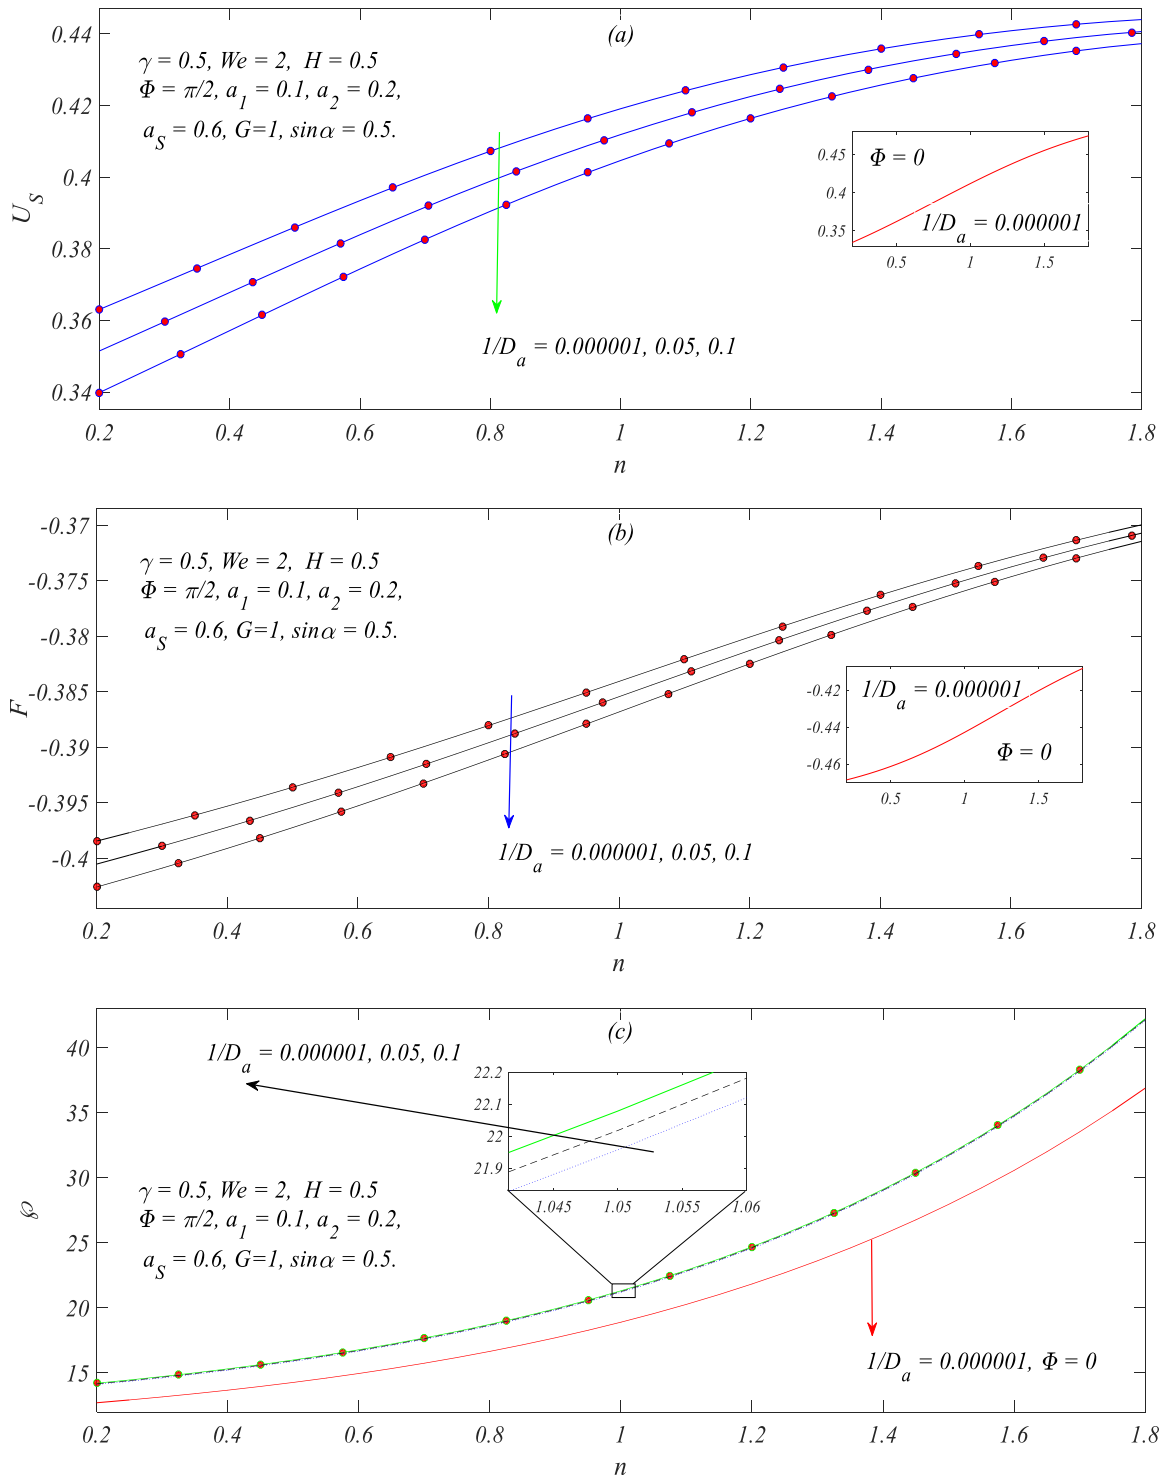 (a)
γ = 0.5, We = 2, H = 0.5
Φ = π/2, a1 = 0.1, a2 = 0.2,
aS = 0.6, G=1, sinα = 0.5.
0.44
0.42
0.4
0.38
0.36
0.34
US
0.2 0.4 0.6 0.8 1 1.2 1.4 1.6 1.8
n
1/Da = 0.000001, 0.05, 0.1
Φ = 0
1/Da = 0.000001
0.45
0.4
0.35
0.5 1 1.5
(b)
γ = 0.5, We = 2, H = 0.5
Φ = π/2, a1 = 0.1, a2 = 0.2,
aS = 0.6, G=1, sinα = 0.5.
-0.37
-0.375
-0.38
-0.385
-0.39
-0.395
-0.4
F
0.2 0.4 0.6 0.8 1 1.2 1.4 1.6 1.8
n
1/Da = 0.000001, 0.05, 0.1
1/Da = 0.000001
Φ = 0
-0.42
-0.44
-0.46
0.5 1 1.5
(c)
1/Da = 0.000001, 0.05, 0.1
22.2
22.1
22
21.9
1.045 1.05 1.055 1.06
γ = 0.5, We = 2, H = 0.5
Φ = π/2, a1 = 0.1, a2 = 0.2,
aS = 0.6, G=1, sinα = 0.5.
40
35
30
25
20
15
℘
1/Da = 0.000001, Φ = 0
0.2 0.4 0.6 0.8 1 1.2 1.4 1.6 1.8
n